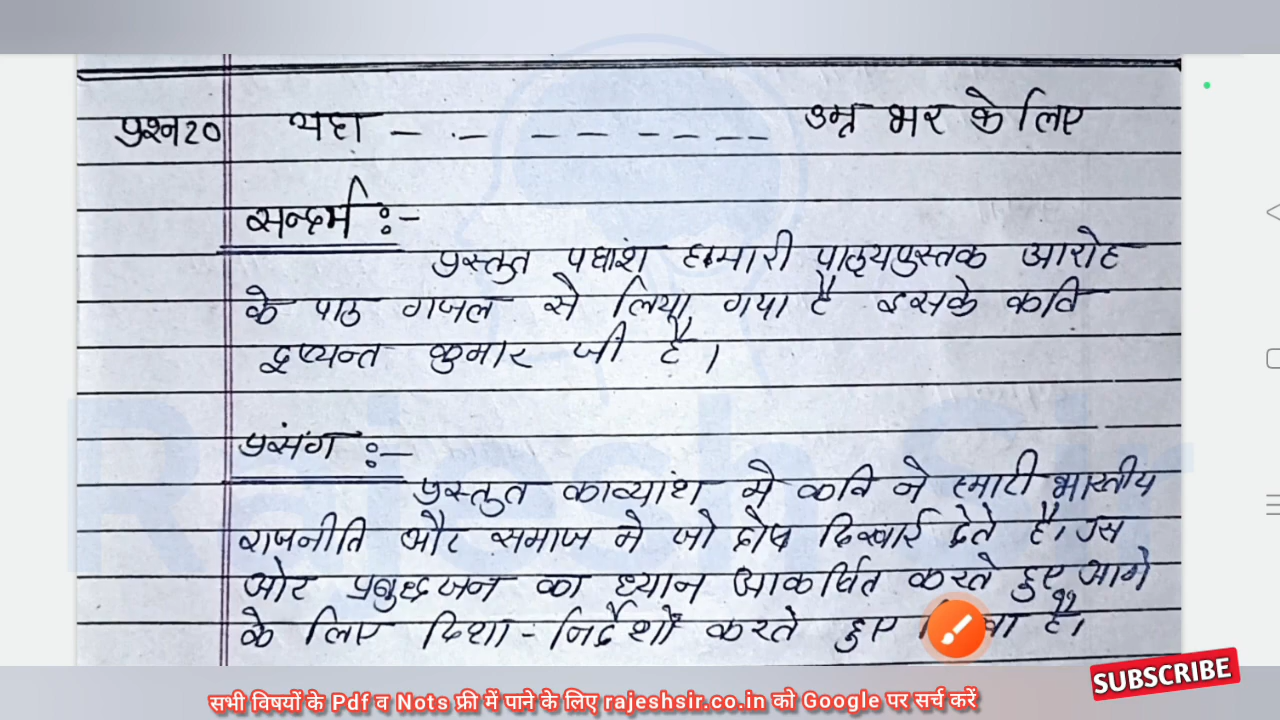 प्रश्न20 यहा — — — — — — — — उम्र भर के लिए
सन्दर्भ :-
प्रस्तुत पद्यांश हमारी पाठ्यपुस्तक आरोह
के पाठ गजल से लिया गया है इसके कवि
दुष्यन्त कुमार जी है।
प्रसंग :-
प्रस्तुत काव्यांश मे कवि ने हमारी भारतीय
राजनीति और समाज मे जो दोष दिखाई देते है। उस
ओर प्रबुद्धजन का ध्यान आकर्षित करते हुए आगे
के लिए दिशा-निर्देशों करते हुए है।
Rajesh Sir
सभी विषयों के Pdf व Nots फ्री में पाने के लिए rajeshsir.co.in को Google पर सर्च करें
SUBSCRIBE